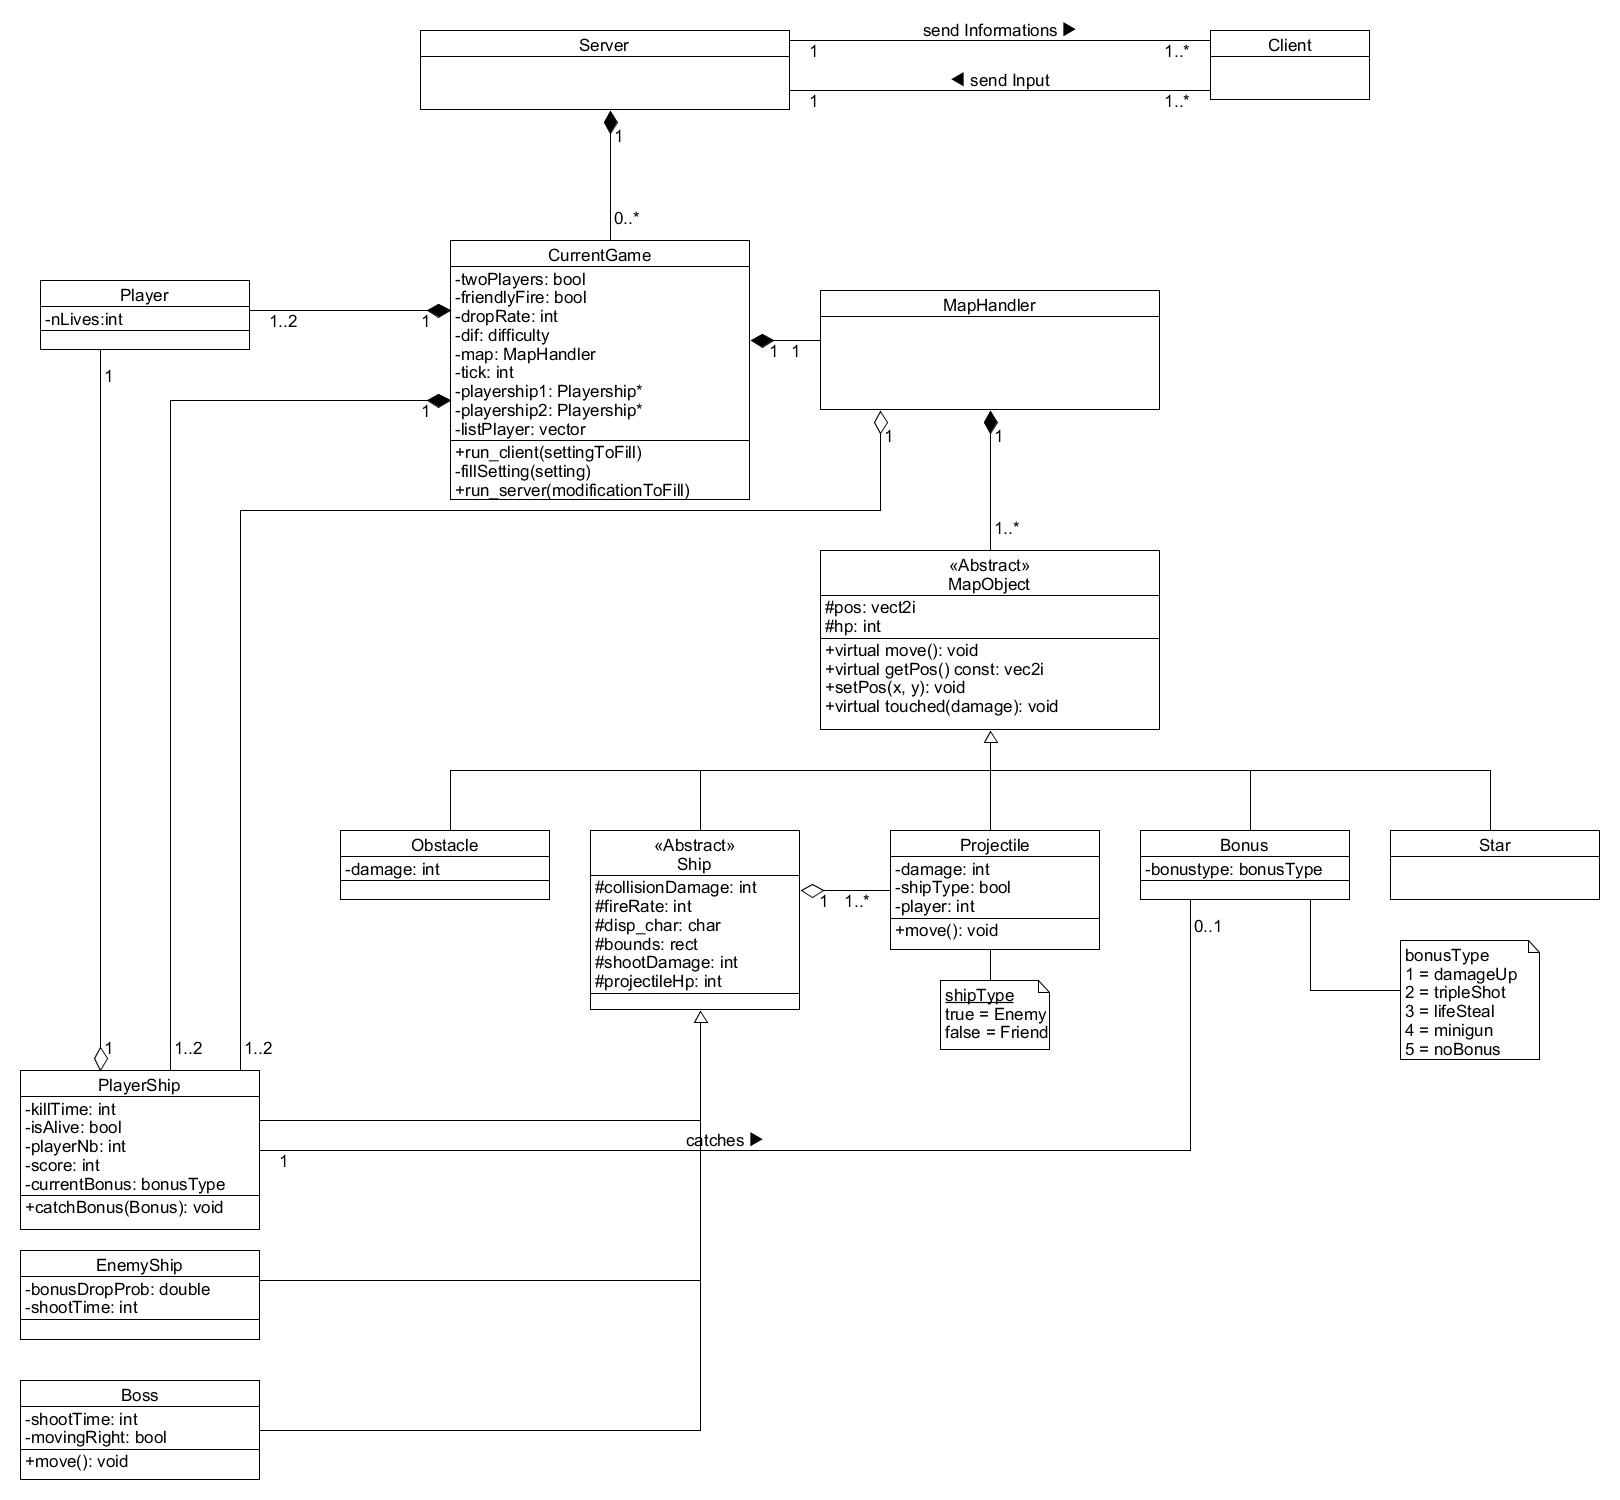 send Informations ▶
Server
1
1..*
Client
◀ send Input
1
1..*
1
0..*
CurrentGame
-twoPlayers: bool
-friendlyFire: bool
-dropRate: int
-dif: difficulty
-map: MapHandler
-tick: int
-playership1: Playership*
-playership2: Playership*
-listPlayer: vector
+run_client(settingToFill)
-fillSetting(setting)
+run_server(modificationToFill)
Player
-nLives:int
1..2
1
1
1
MapHandler
1
1
1
1
1
1..*
«Abstract»
MapObject
#pos: vect2i
#hp: int
+virtual move(): void
+virtual getPos() const: vec2i
+setPos(x, y): void
+virtual touched(damage): void
Obstacle
-damage: int
«Abstract»
Ship
#collisionDamage: int
#fireRate: int
#disp_char: char
#bounds: rect
#shootDamage: int
#projectileHp: int
1
1..*
Projectile
-damage: int
-shipType: bool
-player: int
+move(): void
Bonus
-bonustype: bonusType
Star
0..1
shipType
true = Enemy
false = Friend
bonusType
1 = damageUp
2 = tripleShot
3 = lifeSteal
4 = minigun
5 = noBonus
1..2
1..2
PlayerShip
-killTime: int
-isAlive: bool
-playerNb: int
-score: int
-currentBonus: bonusType
+catchBonus(Bonus): void
catches ▶
1
EnemyShip
-bonusDropProb: double
-shootTime: int
Boss
-shootTime: int
-movingRight: bool
+move(): void